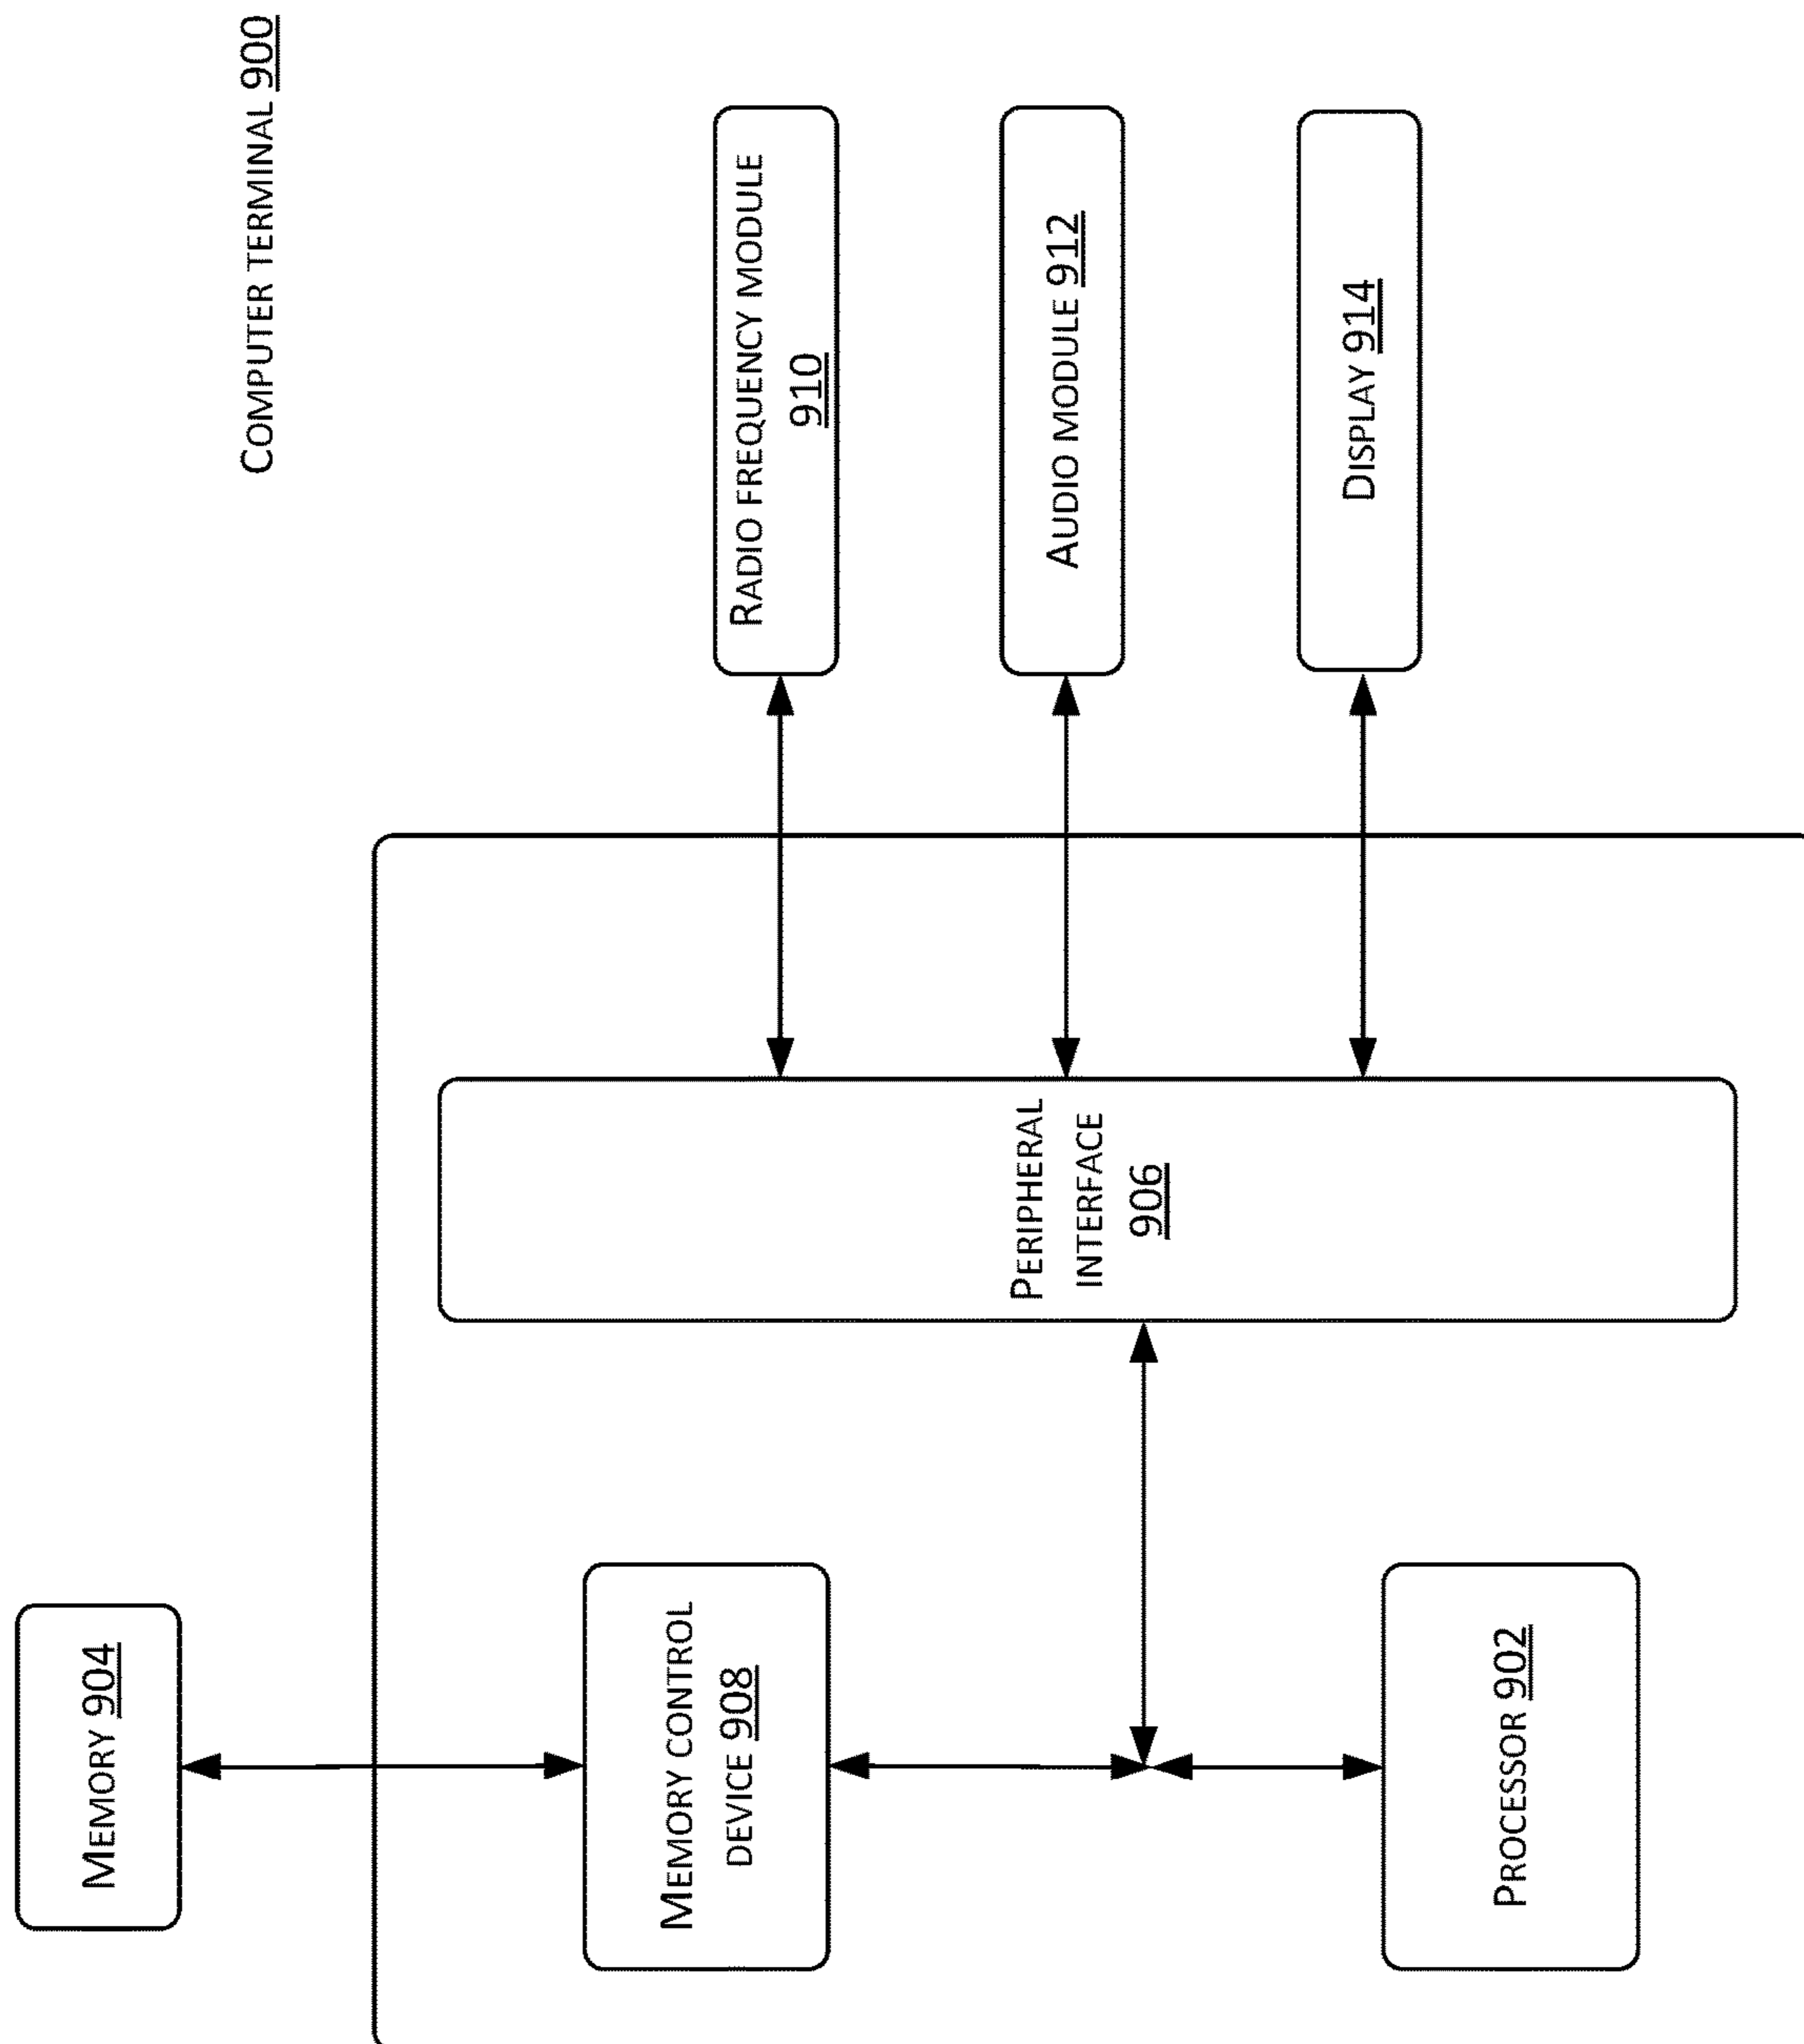 COMPUTER TERMINAL 900
MEMORY 904
MEMORY CONTROL
DEVICE 908
PROCESSOR 902
PERIPHERAL
INTERFACE
906
RADIO FREQUENCY MODULE
910
AUDIO MODULE 912
DISPLAY 914